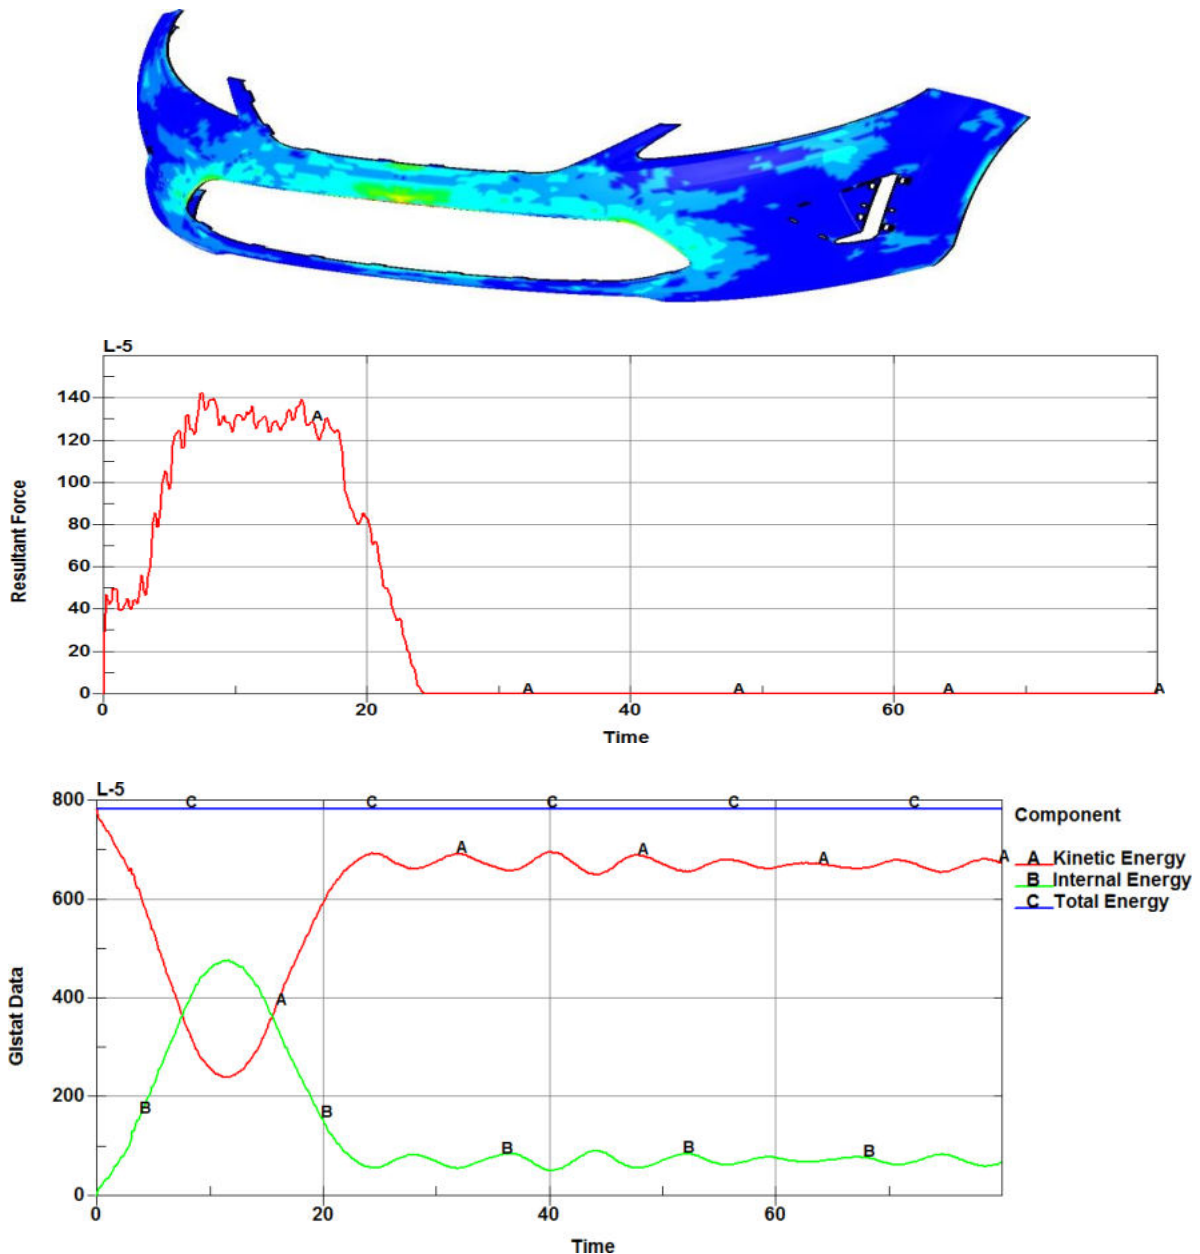 L-5
140
120
100
80
60
40
20
0
Resultant Force
A
A
A
A
A
0
20
40
60
Time
L-5
800
600
400
200
0
Glstat Data
C
C
C
C
C
A
A
A
A
A
B
B
B
B
B
0
20
40
60
Time
Component
A Kinetic Energy
B Internal Energy
C Total Energy